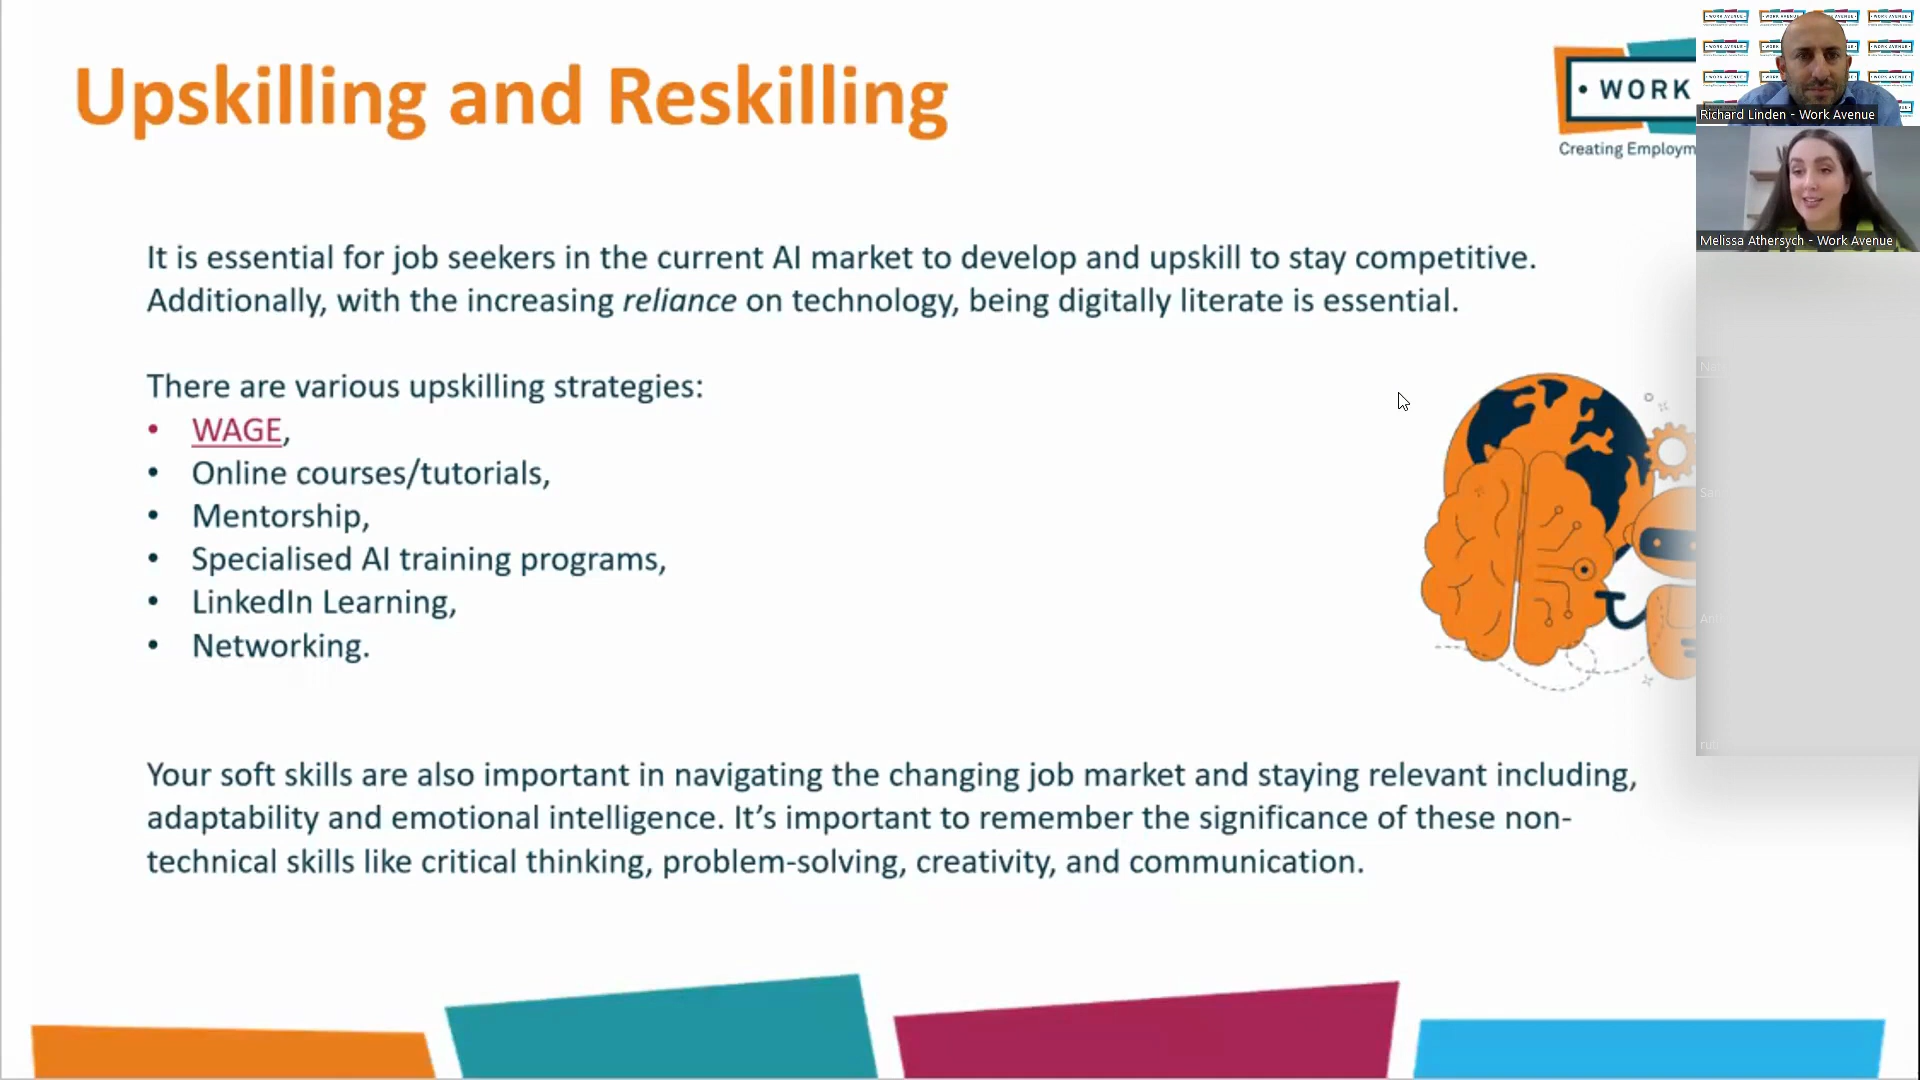 Upskilling and Reskilling
• WORK
Creating Employm
Richard Linden - Work Avenue
Melissa Athersych - Work Avenue
It is essential for job seekers in the current AI market to develop and upskill to stay competitive.
Additionally, with the increasing reliance on technology, being digitally literate is essential.
There are various upskilling strategies:
• WAGE,
• Online courses/tutorials,
• Mentorship,
• Specialised AI training programs,
• LinkedIn Learning,
• Networking.
Your soft skills are also important in navigating the changing job market and staying relevant including,
adaptability and emotional intelligence. It’s important to remember the significance of these non-
technical skills like critical thinking, problem-solving, creativity, and communication.